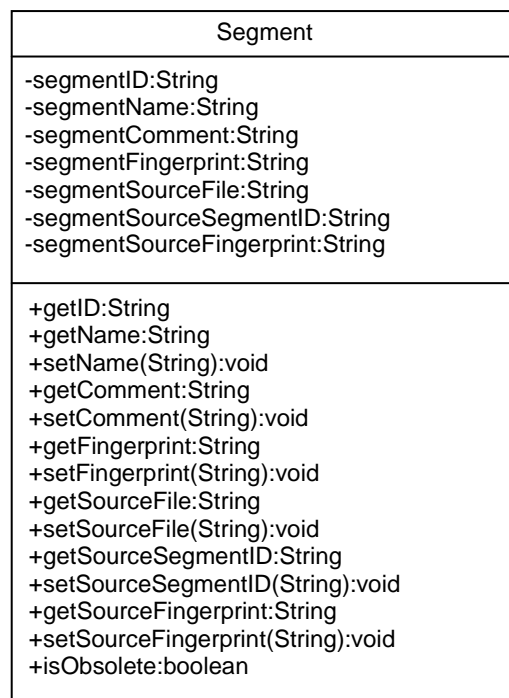 Segment
-segmentID:String
-segmentName:String
-segmentComment:String
-segmentFingerprint:String
-segmentSourceFile:String
-segmentSourceSegmentID:String
-segmentSourceFingerprint:String
+getID:String
+getName:String
+setName(String):void
+getComment:String
+setComment(String):void
+getFingerprint:String
+setFingerprint(String):void
+getSourceFile:String
+setSourceFile(String):void
+getSourceSegmentID:String
+setSourceSegmentID(String):void
+getSourceFingerprint:String
+setSourceFingerprint(String):void
+isObsolete:boolean